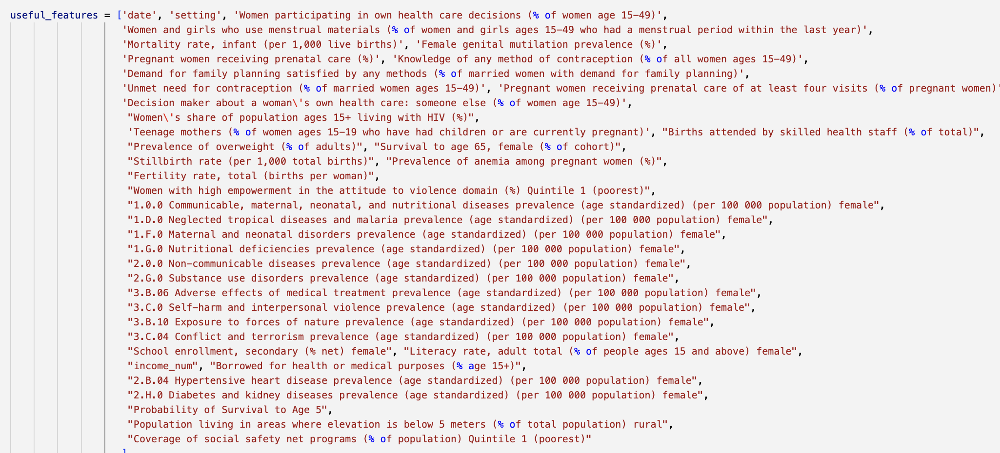 useful_features = ['date', 'setting', 'Women participating in own health care decisions (% of women age 15–49)',
'Women and girls who use menstrual materials (% of women and girls ages 15–49 who had a menstrual period within the last year)',
'Mortality rate, infant (per 1,000 live births)', 'Female genital mutilation prevalence (%)',
'Pregnant women receiving prenatal care (%)', 'Knowledge of any method of contraception (% of all women ages 15–49)',
'Demand for family planning satisfied by any methods (% of married women with demand for family planning)',
'Unmet need for contraception (% of married women ages 15–49)', 'Pregnant women receiving prenatal care of at least four visits (% of pregnant women)'
'Decision maker about a woman\'s own health care: someone else (% of women age 15–49)',
"Women\'s share of population ages 15+ living with HIV (%)",
'Teenage mothers (% of women ages 15–19 who have had children or are currently pregnant)', "Births attended by skilled health staff (% of total)",
"Prevalence of overweight (% of adults)", "Survival to age 65, female (% of cohort)",
"Stillbirth rate (per 1,000 total births)", "Prevalence of anemia among pregnant women (%)",
"Fertility rate, total (births per woman)",
"Women with high empowerment in the attitude to violence domain (%) Quintile 1 (poorest)",
"1.0.0 Communicable, maternal, neonatal, and nutritional diseases prevalence (age standardized) (per 100 000 population) female",
"1.D.0 Neglected tropical diseases and malaria prevalence (age standardized) (per 100 000 population) female",
"1.F.0 Maternal and neonatal disorders prevalence (age standardized) (per 100 000 population) female",
"1.G.0 Nutritional deficiencies prevalence (age standardized) (per 100 000 population) female",
"2.0.0 Non–communicable diseases prevalence (age standardized) (per 100 000 population) female",
"2.G.0 Substance use disorders prevalence (age standardized) (per 100 000 population) female",
"3.B.06 Adverse effects of medical treatment prevalence (age standardized) (per 100 000 population) female",
"3.C.0 Self–harm and interpersonal violence prevalence (age standardized) (per 100 000 population) female",
"3.B.10 Exposure to forces of nature prevalence (age standardized) (per 100 000 population) female",
"3.C.04 Conflict and terrorism prevalence (age standardized) (per 100 000 population) female",
"School enrollment, secondary (% net) female", "Literacy rate, adult total (% of people ages 15 and above) female",
"income_num", "Borrowed for health or medical purposes (% age 15+)",
"2.B.04 Hypertensive heart disease prevalence (age standardized) (per 100 000 population) female",
"2.H.0 Diabetes and kidney diseases prevalence (age standardized) (per 100 000 population) female",
"Probability of Survival to Age 5",
"Population living in areas where elevation is below 5 meters (% of total population) rural",
"Coverage of social safety net programs (% of population) Quintile 1 (poorest)"
]